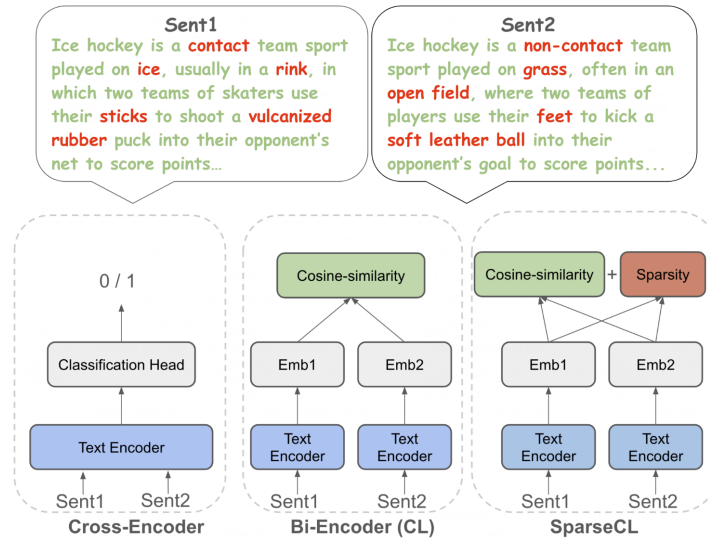 Sent1
Ice hockey is a contact team sport
played on ice, usually in a rink, in
which two teams of skaters use
their sticks to shoot a vulcanized
rubber puck into their opponent's
net to score points…
Sent2
Ice hockey is a non-contact team
sport played on grass, often in an
open field, where two teams of
players use their feet to kick a
soft leather ball into their
opponent's goal to score points...
0 / 1
Classification Head
Text Encoder
Sent1 Sent2
Cross-Encoder
Cosine-similarity
Emb1 Emb2
Text
Encoder
Text
Encoder
Sent1 Sent2
Bi-Encoder (CL)
Cosine-similarity + Sparsity
Emb1 Emb2
Text
Encoder
Text
Encoder
Sent1 Sent2
SparseCL